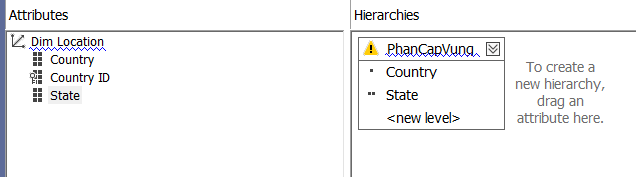 Attributes
Dim Location
Country
Country ID
State
Hierarchies
PhanCapVung
Country
State
<new level>
To create a
new hierarchy,
drag an
attribute here.